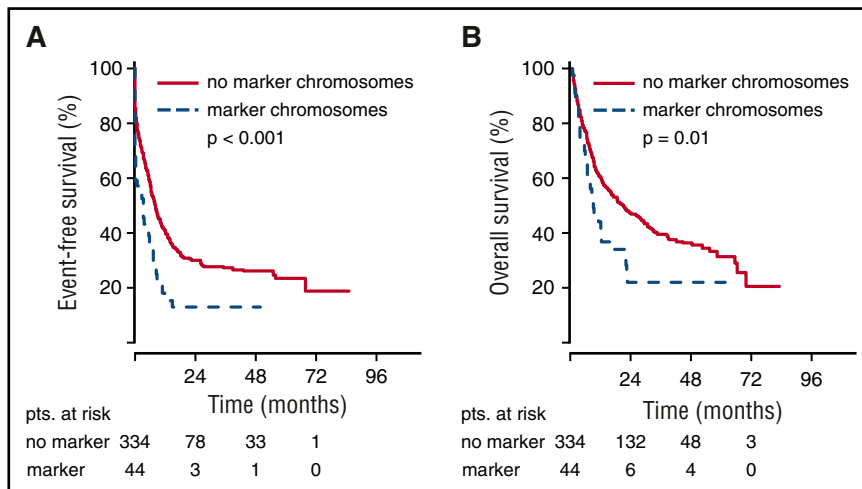 A
Event-free survival (%)
100
80
60
40
20
no marker chromosomes
marker chromosomes
p < 0.001
24 48 72 96
Time (months)
pts. at risk
no marker 334 78 33 1
marker 44 3 1 0
B
Overall survival (%)
100
80
60
40
20
no marker chromosomes
marker chromosomes
p = 0.01
24 48 72 96
Time (months)
pts. at risk
no marker 334 132 48 3
marker 44 6 4 0